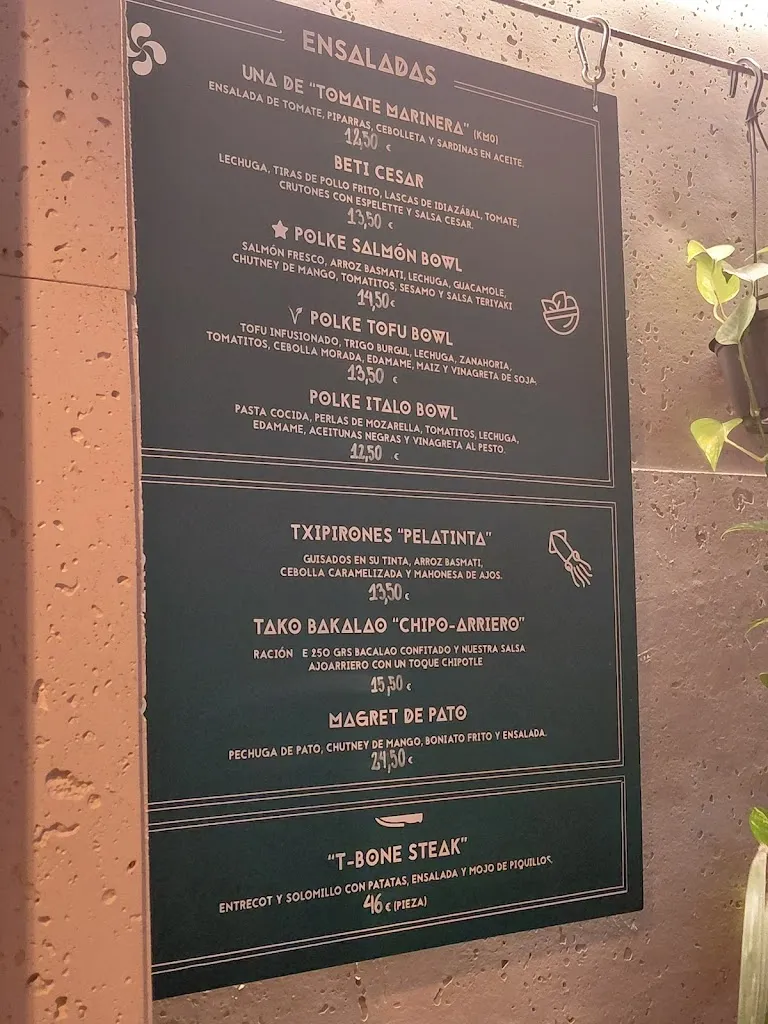 ENSALADAS
UNA DE "TOMATE MARINERA" (KM0)
ENSALADA DE TOMATE, PIPARRAS, CEBOLLETA Y SARDINAS EN ACEITE.
12,50 €
BETI CESAR
LECHUGA, TIRAS DE POLLO FRITO, LASCAS DE IDIAZÁBAL, TOMATE,
CRUTONES CON ESPELETTE Y SALSA CESAR.
13,50 €
POLKE SALMÓN BOWL
SALMÓN FRESCO, ARROZ BASMATI, LECHUGA, GUACAMOLE,
CHUTNEY DE MANGO, TOMATITOS, SESAMO Y SALSA TERIYAKI
14,50 €
POLKE TOFU BOWL
TOFU INFUSIONADO, TRIGO BURGUL, LECHUGA, ZANAHORIA,
TOMATITOS, CEBOLLA MORADA, EDAMAME, MAIZ Y VINAGRETA DE SOJA.
13,50 €
POLKE ITALO BOWL
PASTA COCIDA, PERLAS DE MOZARELLA, TOMATITOS, LECHUGA,
EDAMAME, ACEITUNAS NEGRAS Y VINAGRETA AL PESTO.
12,50 €
TXIPIRONES "PELATINTA"
GUISADOS EN SU TINTA, ARROZ BASMATI,
CEBOLLA CARAMELIZADA Y MAHONESA DE AJOS.
13,50 €
TAKO BAKALAO "CHIPO-ARRIERO"
RACIÓN E 250 GRS BACALAO CONFITADO Y NUESTRA SALSA
AJOARRIERO CON UN TOQUE CHIPOTLE
15,50 €
MAGRET DE PATO
PECHUGA DE PATO, CHUTNEY DE MANGO, BONIATO FRITO Y ENSALADA.
24,50 €
"T-BONE STEAK"
ENTRECOT Y SOLOMILLO CON PATATAS, ENSALADA Y MOJO DE PIQUILLOS
46 € (PIEZA)